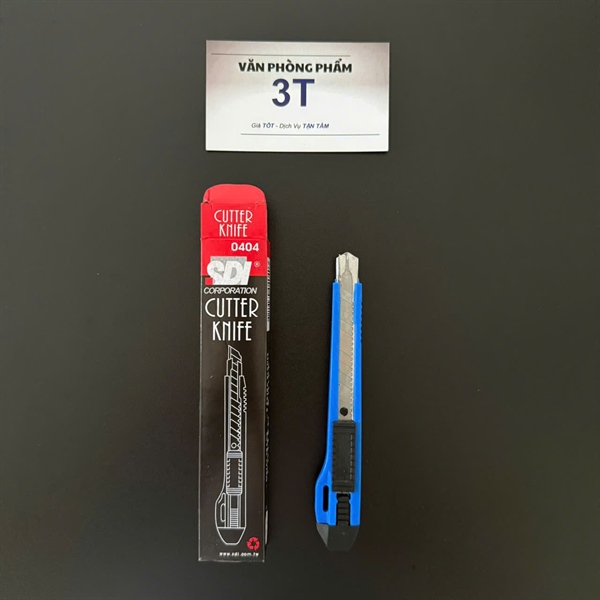 VĂN PHÒNG PHẨM
3T
Giá TỐT - Dịch Vụ TẬN TÂM
CUTTER
KNIFE
0404
SDI®
CORPORATION
CUTTER
KNIFE
www.sdi.com.tw